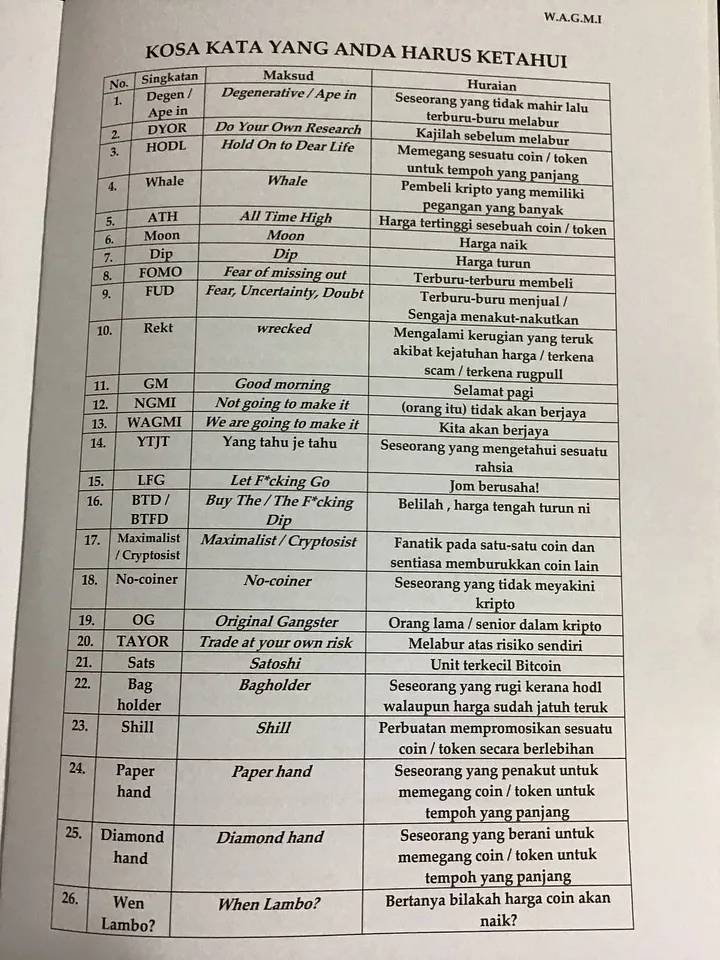 W.A.G.M.I
KOSA KATA YANG ANDA HARUS KETAHUI
No. Singkatan Maksud Huraian
1. Degen / Degenerative / Ape in Seseorang yang tidak mahir lalu
Ape in terburu-buru melabur
2. DYOR Do Your Own Research Kajilah sebelum melabur
3. HODL Hold On to Dear Life Memegang sesuatu coin / token
untuk tempoh yang panjang
4. Whale Whale Pembeli kripto yang memiliki
pegangan yang banyak
5. ATH All Time High Harga tertinggi sesebuah coin / token
6. Moon Moon Harga naik
7. Dip Dip Harga turun
8. FOMO Fear of missing out Terburu-terburu membeli
9. FUD Fear, Uncertainty, Doubt Terburu-buru menjual /
Sengaja menakut-nakutkan
10. Rekt wrecked Mengalami kerugian yang teruk
akibat kejatuhan harga / terkena
scam / terkena rugpull
11. GM Good morning Selamat pagi
12. NGMI Not going to make it (orang itu) tidak akan berjaya
13. WAGMI We are going to make it Kita akan berjaya
14. YTJT Yang tahu je tahu Seseorang yang mengetahui sesuatu
rahsia
15. LFG Let F*cking Go Jom berusaha!
16. BTD / Buy The / The F*cking Belilah , harga tengah turun ni
BTFD Dip
17. Maximalist Maximalist / Cryptosist Fanatik pada satu-satu coin dan
/ Cryptosist sentiasa memburukkan coin lain
18. No-coiner No-coiner Seseorang yang tidak meyakini
kripto
19. OG Original Gangster Orang lama / senior dalam kripto
20. TAYOR Trade at your own risk Melabur atas risiko sendiri
21. Sats Satoshi Unit terkecil Bitcoin
22. Bag Bagholder Seseorang yang rugi kerana hodl
holder walaupun harga sudah jatuh teruk
23. Shill Shill Perbuatan mempromosikan sesuatu
coin / token secara berlebihan
24. Paper Paper hand Seseorang yang penakut untuk
hand memegang coin / token untuk
tempoh yang panjang
25. Diamond Diamond hand Seseorang yang berani untuk
hand memegang coin / token untuk
tempoh yang panjang
26. Wen When Lambo? Bertanya bilakah harga coin akan
Lambo? naik?